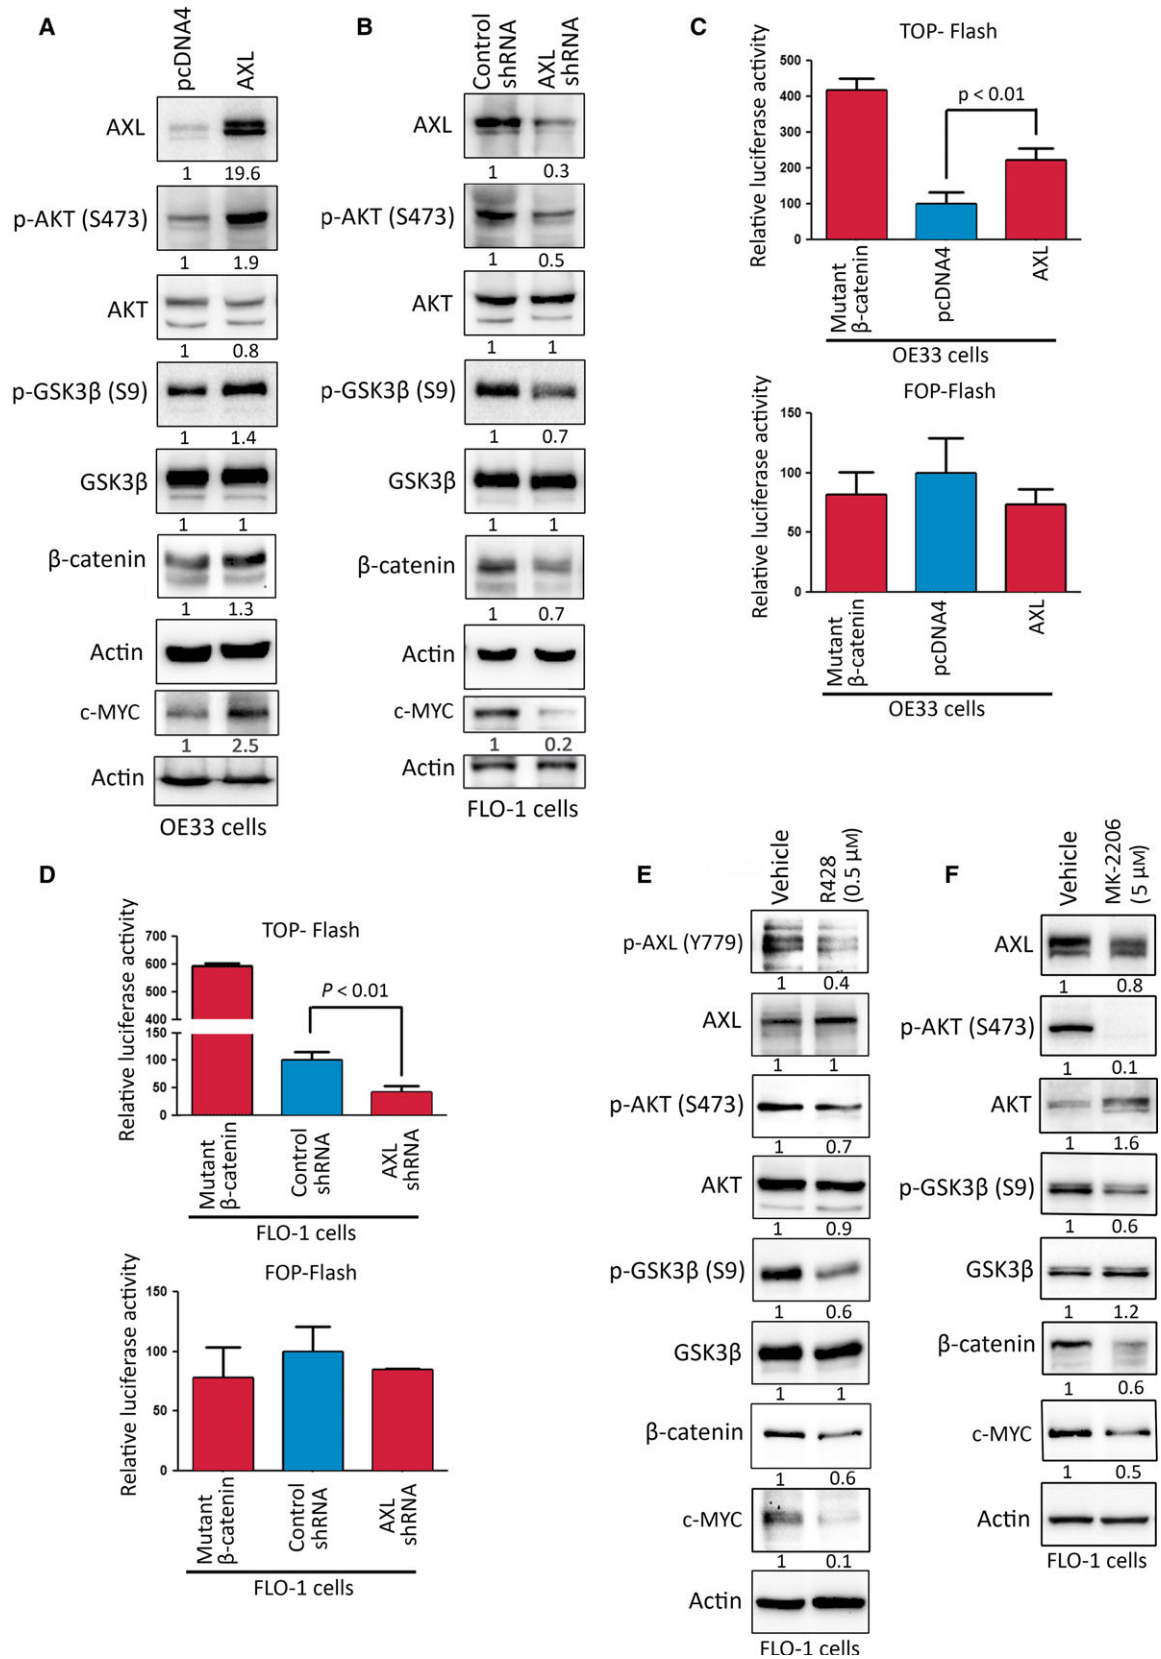 A
pcDNA4
AXL
AXL
1 19.6
p-AKT (S473)
1 1.9
AKT
1 0.8
p-GSK3β (S9)
1 1.4
GSK3β
1 1
β-catenin
1 1.3
Actin
c-MYC
1 2.5
Actin
OE33 cells
B
Control
shRNA
AXL
shRNA
AXL
1 0.3
p-AKT (S473)
1 0.5
AKT
1 1
p-GSK3β (S9)
1 0.7
GSK3β
1 1
β-catenin
1 0.7
Actin
c-MYC
1 0.2
Actin
FLO-1 cells
C
TOP- Flash
Relative luciferase activity
500
400
300
200
100
0
p < 0.01
Mutant
β-catenin
pcDNA4
AXL
OE33 cells
FOP-Flash
Relative luciferase activity
150
100
50
0
Mutant
β-catenin
pcDNA4
AXL
OE33 cells
D
TOP- Flash
Relative luciferase activity
700
600
500
400
150
100
50
0
P < 0.01
Mutant
β-catenin
Control
shRNA
AXL
shRNA
FLO-1 cells
FOP-Flash
Relative luciferase activity
150
100
50
0
Mutant
β-catenin
Control
shRNA
AXL
shRNA
FLO-1 cells
E
Vehicle
R428
(0.5 μM)
p-AXL (Y779)
1 0.4
AXL
1 1
p-AKT (S473)
1 0.7
AKT
1 0.9
p-GSK3β (S9)
1 0.6
GSK3β
1 1
β-catenin
1 0.6
c-MYC
1 0.1
Actin
FLO-1 cells
F
Vehicle
MK-2206
(5 μM)
AXL
1 0.8
p-AKT (S473)
1 0.1
AKT
1 1.6
p-GSK3β (S9)
1 0.6
GSK3β
1 1.2
β-catenin
1 0.6
c-MYC
1 0.5
Actin
FLO-1 cells